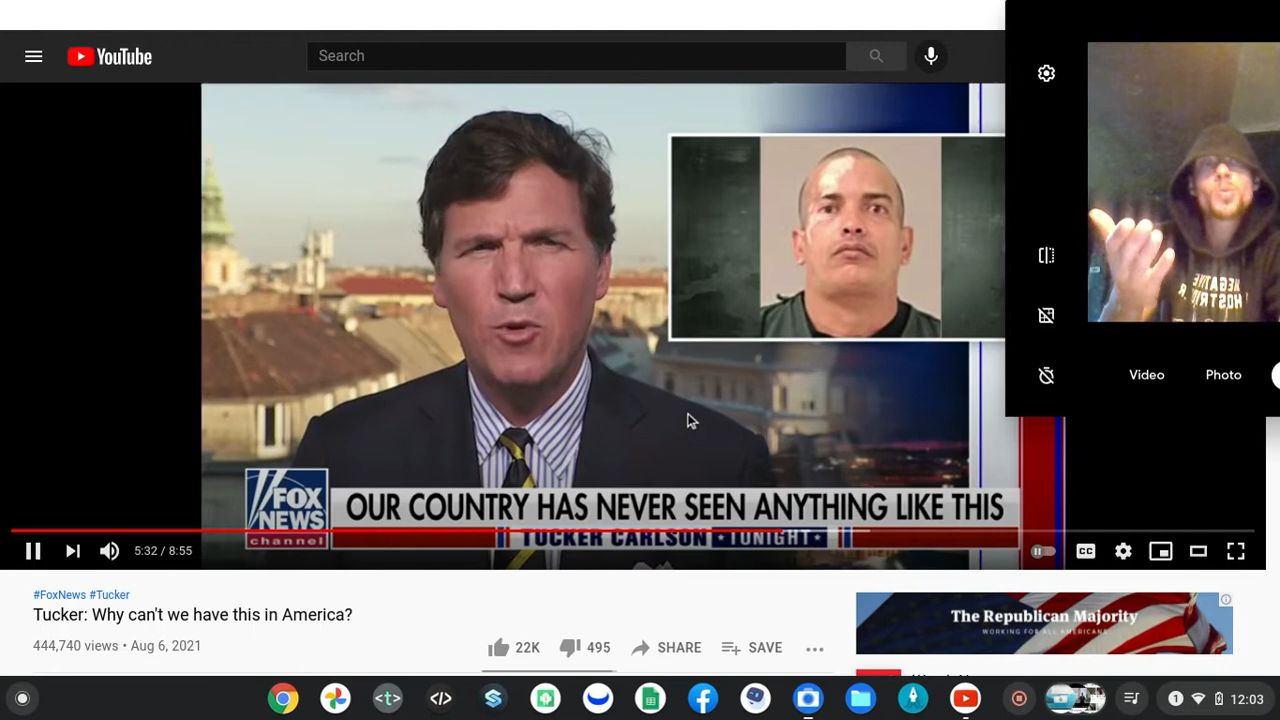 YouTube
Search
FOX
NEWS
channel
OUR COUNTRY HAS NEVER SEEN ANYTHING LIKE THIS
TUCKER CARLSON TONIGHT
5:32 / 8:55
CC
Video
Photo
#FoxNews #Tucker
Tucker: Why can't we have this in America?
444,740 views • Aug 6, 2021
22K
495
SHARE
SAVE
The Republican Majority
WORKING FOR ALL AMERICANS
<t>
</>
1
12:03